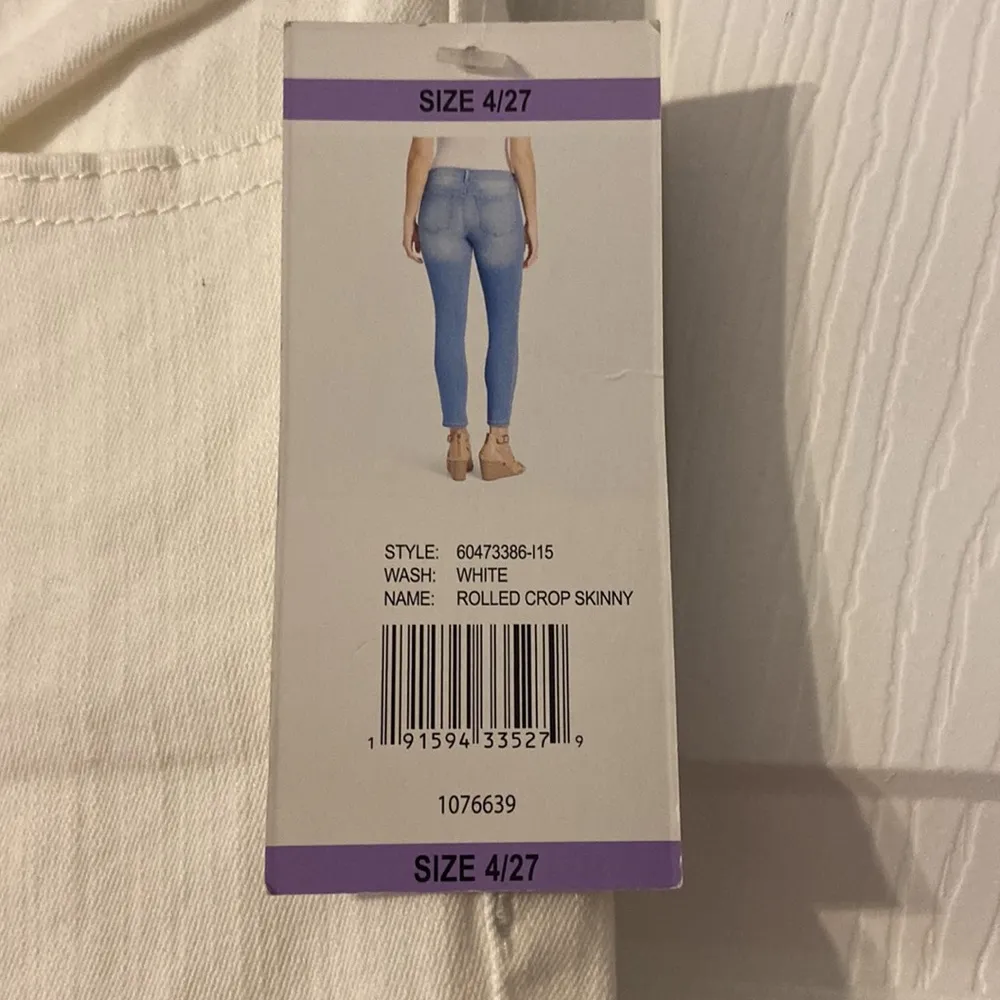 SIZE 4/27
STYLE: 60473386-I15
WASH: WHITE
NAME: ROLLED CROP SKINNY
1 91594 33527 9
1076639
SIZE 4/27